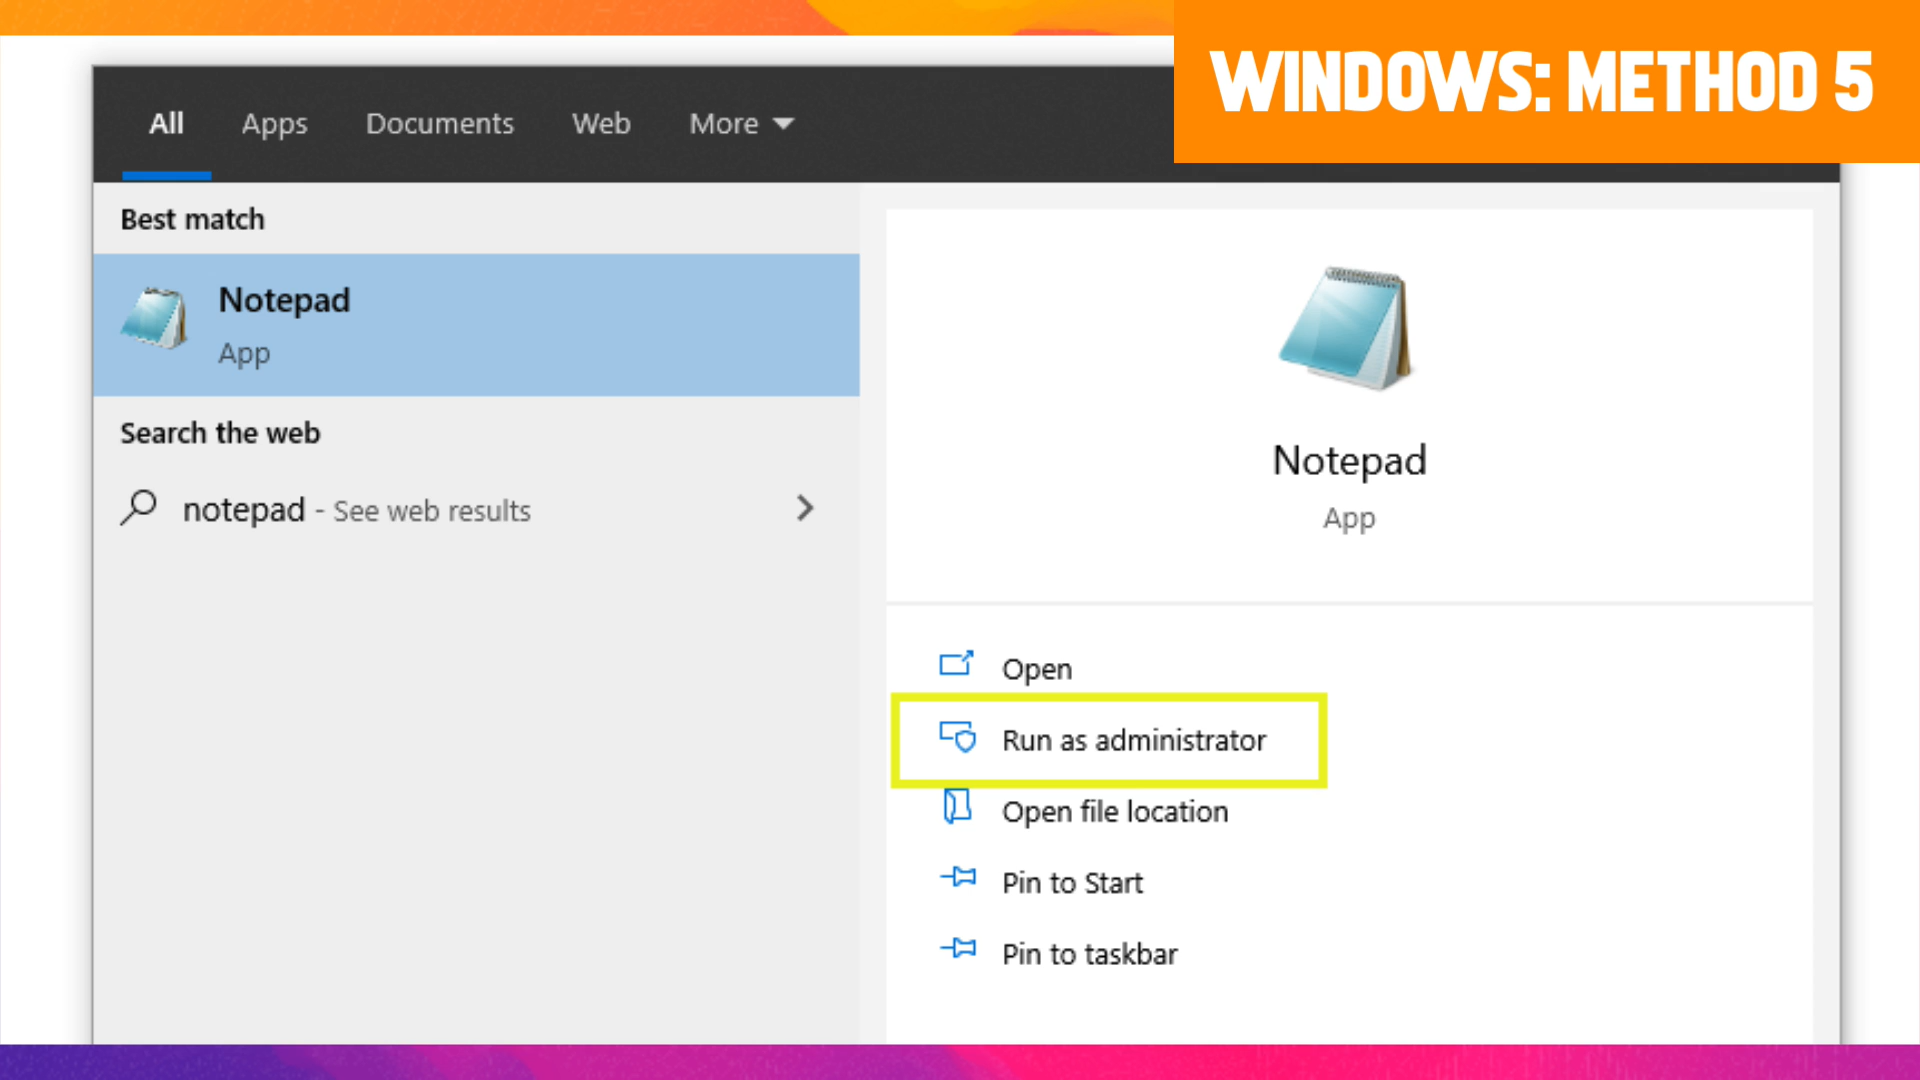 WINDOWS: METHOD 5
All Apps Documents Web More
Best match
Notepad
App
Search the web
notepad - See web results
Notepad
App
Open
Run as administrator
Open file location
Pin to Start
Pin to taskbar